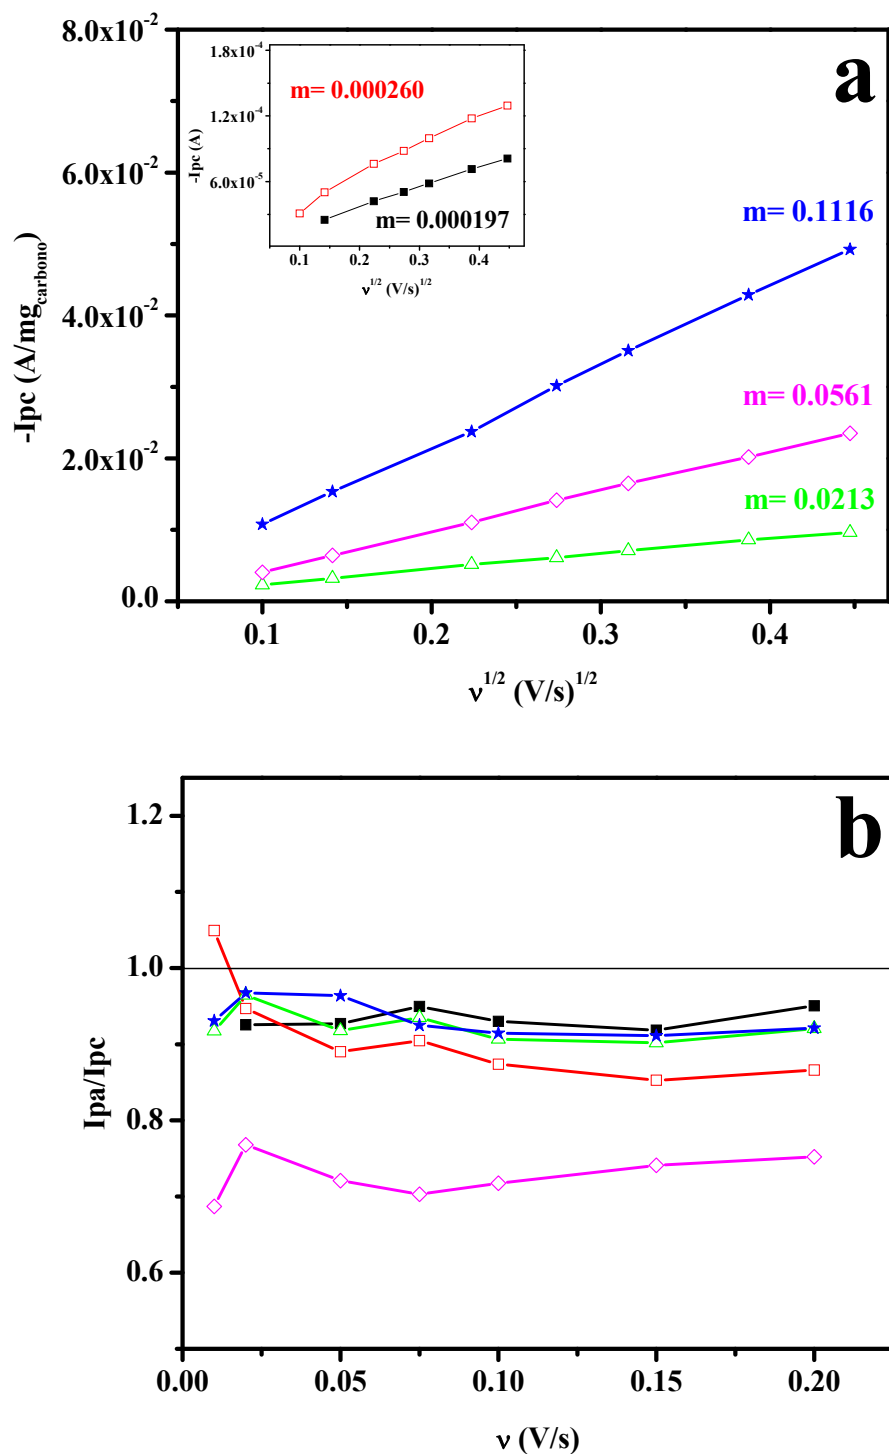 a
8.0x10⁻²
6.0x10⁻²
4.0x10⁻²
2.0x10⁻²
0.0
-Ipc (A/mg_carbono)
1.8x10⁻⁴
1.2x10⁻⁴
6.0x10⁻⁵
-Ipc (A)
m= 0.000260
m= 0.000197
0.1 0.2 0.3 0.4
ν^1/2 (V/s)^1/2
m= 0.1116
m= 0.0561
m= 0.0213
0.1 0.2 0.3 0.4
ν^1/2 (V/s)^1/2
b
1.2
1.0
0.8
0.6
Ipa/Ipc
0.00 0.05 0.10 0.15 0.20
ν (V/s)